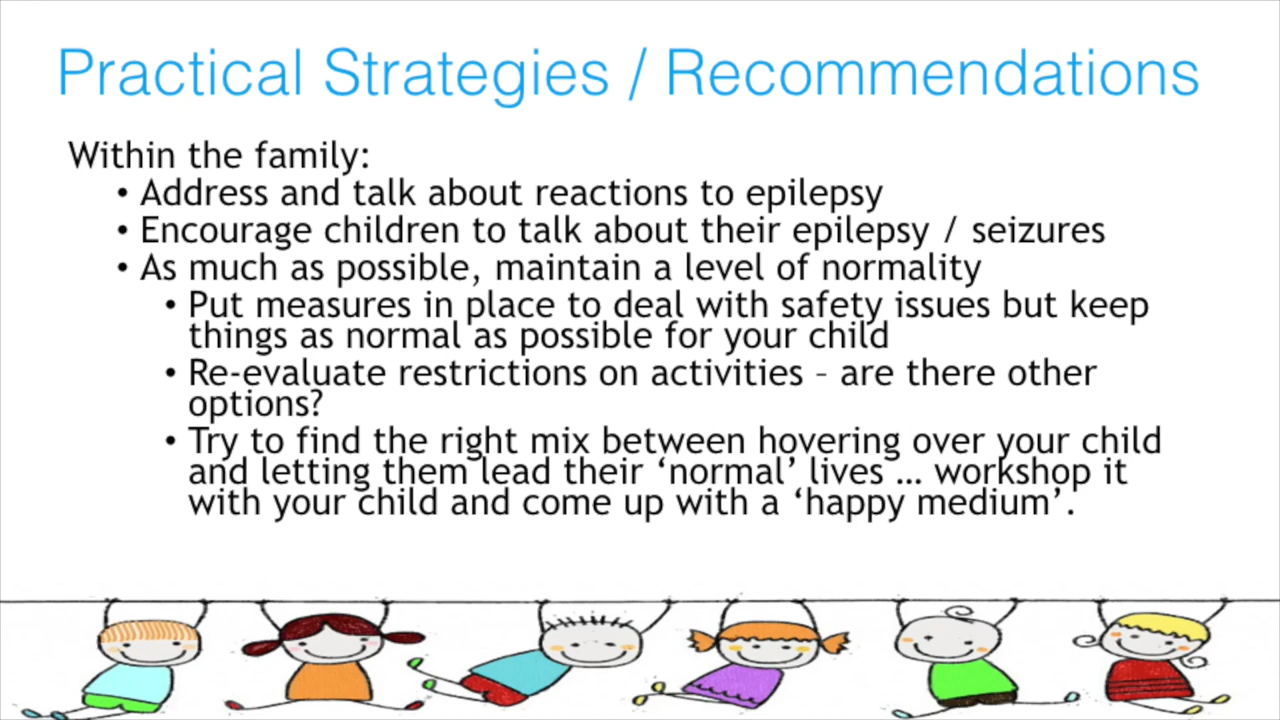 Practical Strategies / Recommendations
Within the family:
• Address and talk about reactions to epilepsy
• Encourage children to talk about their epilepsy / seizures
• As much as possible, maintain a level of normality
• Put measures in place to deal with safety issues but keep
things as normal as possible for your child
• Re-evaluate restrictions on activities – are there other
options?
• Try to find the right mix between hovering over your child
and letting them lead their ‘normal’ lives … workshop it
with your child and come up with a ‘happy medium’.